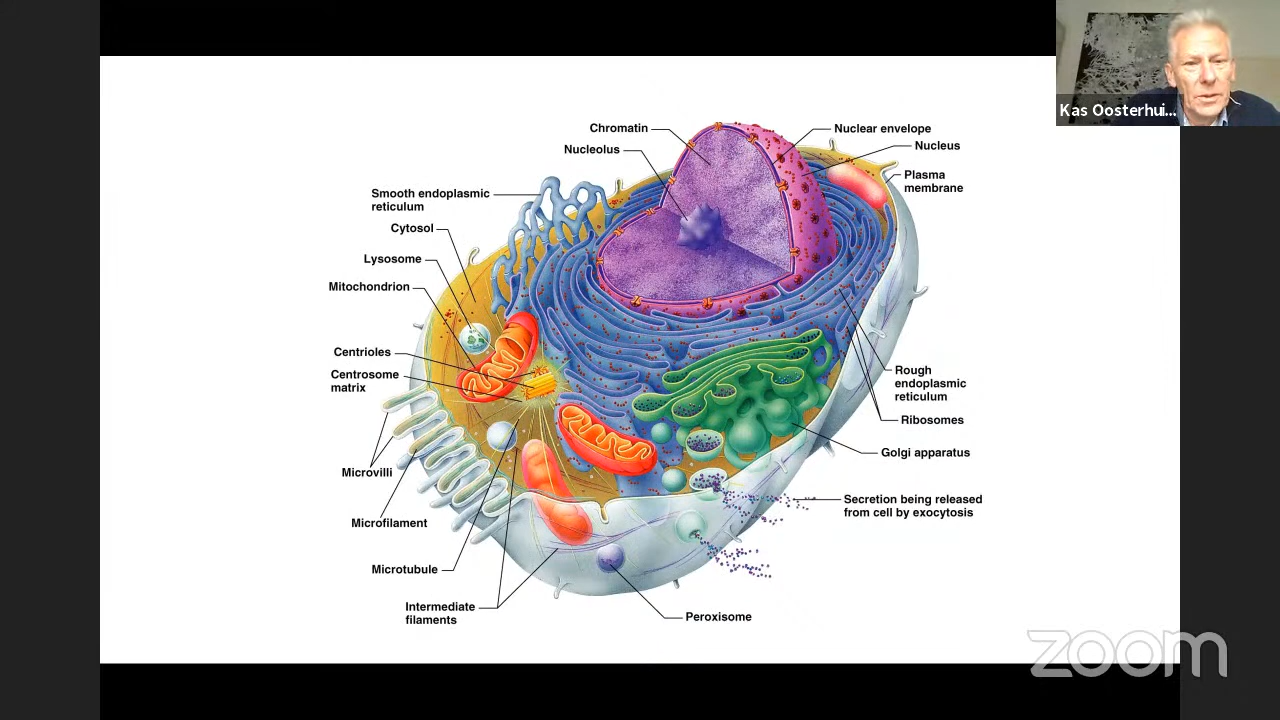 Kas Oosterhui...
Chromatin
Nuclear envelope
Nucleolus
Nucleus
Plasma
membrane
Smooth endoplasmic
reticulum
Cytosol
Lysosome
Mitochondrion
Centrioles
Centrosome
matrix
Rough
endoplasmic
reticulum
Ribosomes
Golgi apparatus
Microvilli
Secretion being released
from cell by exocytosis
Microfilament
Microtubule
Intermediate
filaments
Peroxisome
zoom